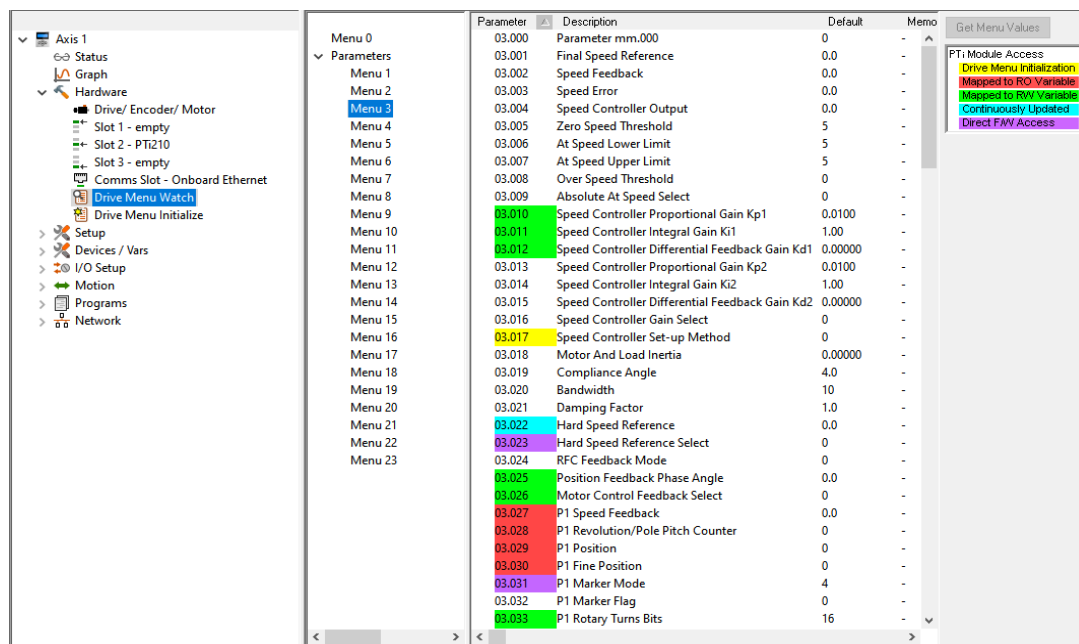 Axis 1
Status
Graph
Hardware
Drive/ Encoder/ Motor
Slot 1 - empty
Slot 2 - PTi210
Slot 3 - empty
Comms Slot - Onboard Ethernet
Drive Menu Watch
Drive Menu Initialize
Setup
Devices / Vars
I/O Setup
Motion
Programs
Network
Menu 0
Parameters
Menu 1
Menu 2
Menu 3
Menu 4
Menu 5
Menu 6
Menu 7
Menu 8
Menu 9
Menu 10
Menu 11
Menu 12
Menu 13
Menu 14
Menu 15
Menu 16
Menu 17
Menu 18
Menu 19
Menu 20
Menu 21
Menu 22
Menu 23
Parameter Description Default Memo
03.000 Parameter mm.000 0 -
03.001 Final Speed Reference 0.0 -
03.002 Speed Feedback 0.0 -
03.003 Speed Error 0.0 -
03.004 Speed Controller Output 0.0 -
03.005 Zero Speed Threshold 5 -
03.006 At Speed Lower Limit 5 -
03.007 At Speed Upper Limit 5 -
03.008 Over Speed Threshold 0 -
03.009 Absolute At Speed Select 0 -
03.010 Speed Controller Proportional Gain Kp1 0.0100 -
03.011 Speed Controller Integral Gain Ki1 1.00 -
03.012 Speed Controller Differential Feedback Gain Kd1 0.00000 -
03.013 Speed Controller Proportional Gain Kp2 0.0100 -
03.014 Speed Controller Integral Gain Ki2 1.00 -
03.015 Speed Controller Differential Feedback Gain Kd2 0.00000 -
03.016 Speed Controller Gain Select 0 -
03.017 Speed Controller Set-up Method 0 -
03.018 Motor And Load Inertia 0.00000 -
03.019 Compliance Angle 4.0 -
03.020 Bandwidth 10 -
03.021 Damping Factor 1.0 -
03.022 Hard Speed Reference 0.0 -
03.023 Hard Speed Reference Select 0 -
03.024 RFC Feedback Mode 0 -
03.025 Position Feedback Phase Angle 0.0 -
03.026 Motor Control Feedback Select 0 -
03.027 P1 Speed Feedback 0.0 -
03.028 P1 Revolution/Pole Pitch Counter 0 -
03.029 P1 Position 0 -
03.030 P1 Fine Position 0 -
03.031 P1 Marker Mode 4 -
03.032 P1 Marker Flag 0 -
03.033 P1 Rotary Turns Bits 16 -
Get Menu Values
PTi Module Access
Drive Menu Initialization
Mapped to RO Variable
Mapped to RW Variable
Continuously Updated
Direct F/W Access